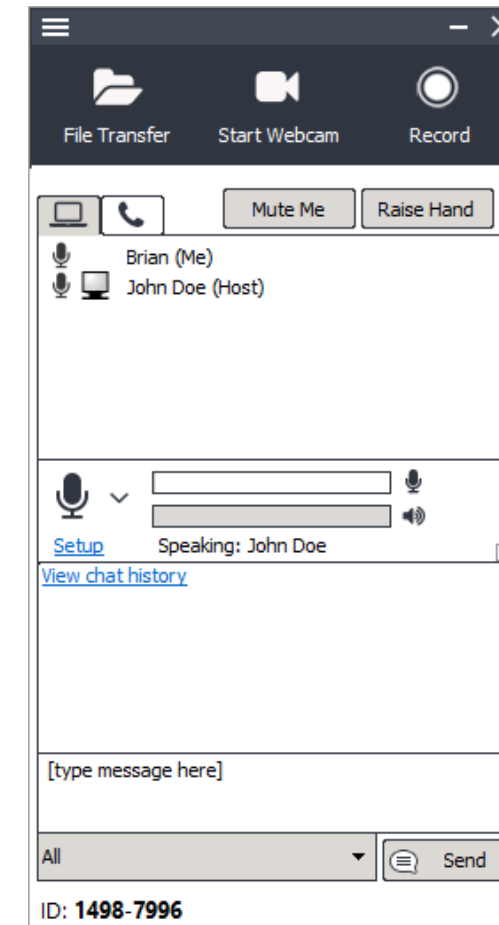 File Transfer Start Webcam Record
Mute Me Raise Hand
Brian (Me)
John Doe (Host)
Setup Speaking: John Doe
View chat history
[type message here]
All Send
ID: 1498-7996